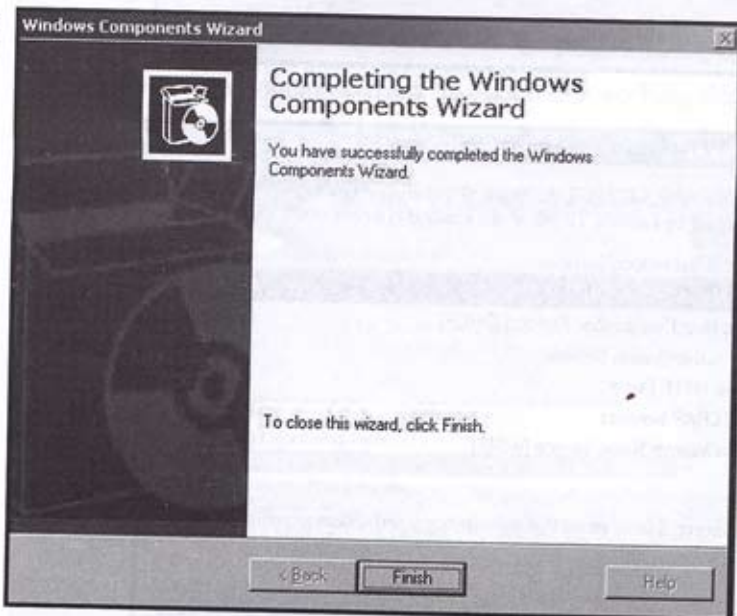 Windows Components Wizard
Completing the Windows
Components Wizard
You have successfully completed the Windows
Components Wizard.
To close this wizard, click Finish.
< Back
Finish
Help